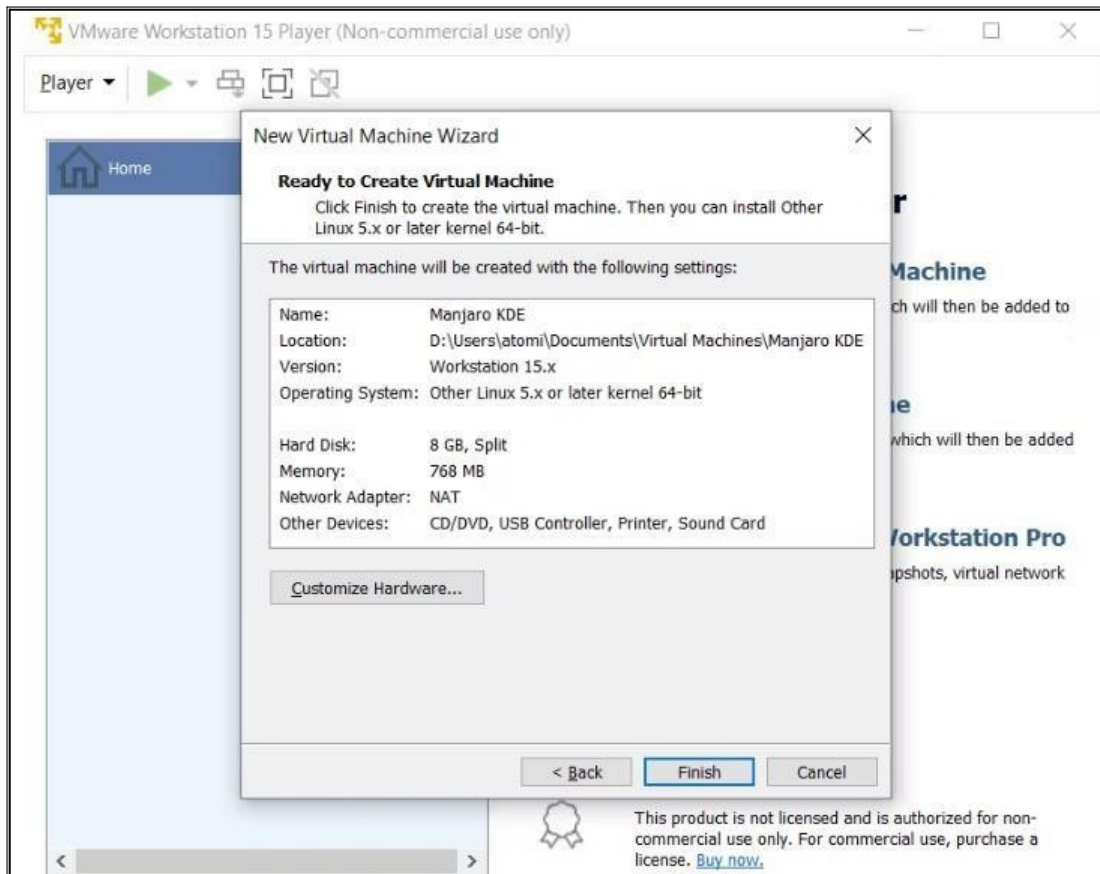 VMware Workstation 15 Player (Non-commercial use only)
Player
Home
New Virtual Machine Wizard
Ready to Create Virtual Machine
Click Finish to create the virtual machine. Then you can install Other
Linux 5.x or later kernel 64-bit.
The virtual machine will be created with the following settings:
Name: Manjaro KDE
Location: D:\Users\atomi\Documents\Virtual Machines\Manjaro KDE
Version: Workstation 15.x
Operating System: Other Linux 5.x or later kernel 64-bit
Hard Disk: 8 GB, Split
Memory: 768 MB
Network Adapter: NAT
Other Devices: CD/DVD, USB Controller, Printer, Sound Card
Customize Hardware...
< Back Finish Cancel
r
Machine
ch will then be added to
ne
which will then be added
Workstation Pro
apshots, virtual network
This product is not licensed and is authorized for non-
commercial use only. For commercial use, purchase a
license. Buy now.